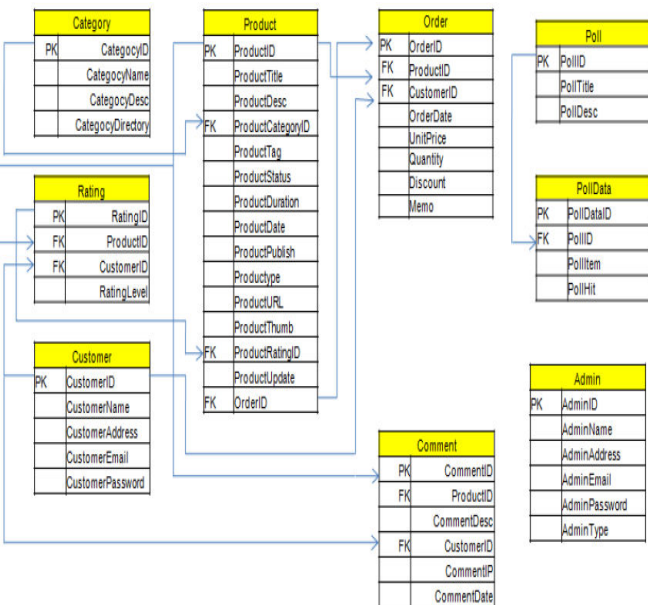 Category
PK CategocyID
CategocyName
CategocyDesc
CategocyDirectory
Product
PK ProductID
ProductTitle
ProductDesc
FK ProductCategoryID
ProductTag
ProductStatus
ProductDuration
ProductDate
ProductPublish
Productype
ProductURL
ProductThumb
FK ProductRatingID
ProductUpdate
FK OrderID
Order
PK OrderID
FK ProductID
FK CustomerID
OrderDate
UnitPrice
Quantity
Discount
Memo
Poll
PK PollID
PollTitle
PollDesc
Rating
PK RatingID
FK ProductID
FK CustomerID
RatingLevel
PollData
PK PollDataID
FK PollID
PollItem
PollHit
Customer
PK CustomerID
CustomerName
CustomerAddress
CustomerEmail
CustomerPassword
Comment
PK CommentID
FK ProductID
CommentDesc
FK CustomerID
CommentIP
CommentDate
Admin
PK AdminID
AdminName
AdminAddress
AdminEmail
AdminPassword
AdminType